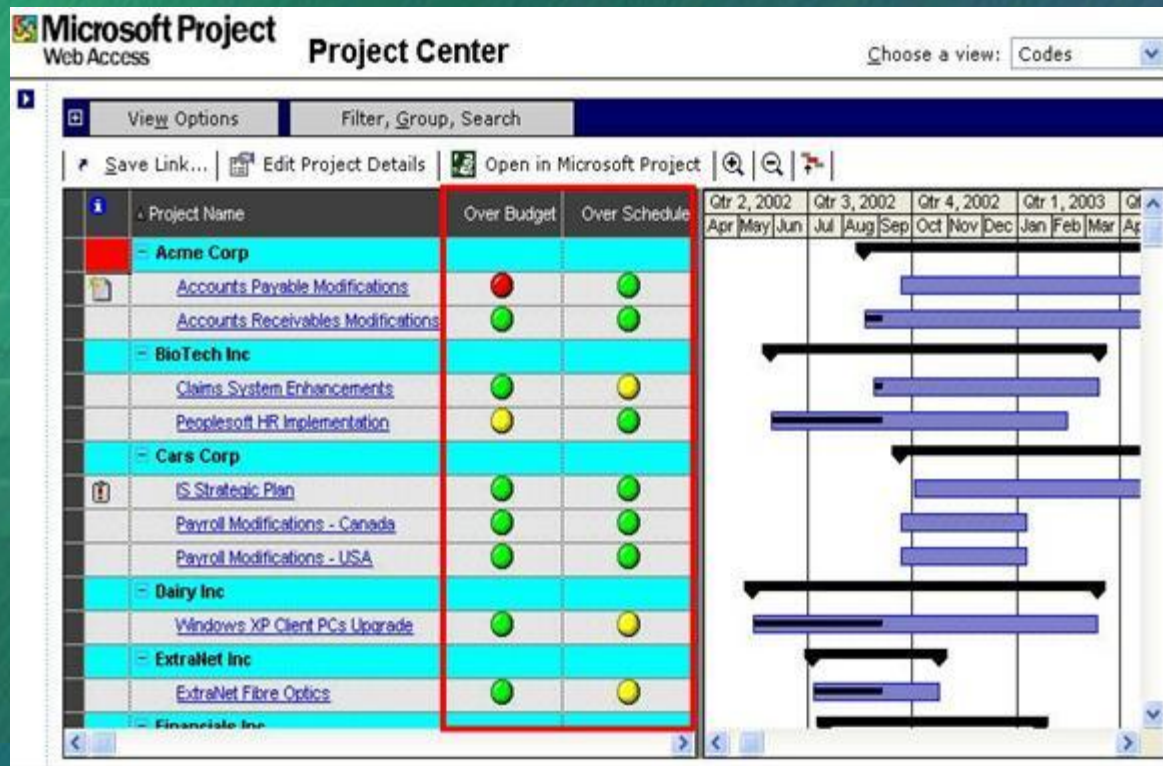 Microsoft Project
Web Access
Project Center
Choose a view: Codes
View Options
Filter, Group, Search
Save Link...
Edit Project Details
Open in Microsoft Project
Project Name
Over Budget
Over Schedule
Qtr 2, 2002
Qtr 3, 2002
Qtr 4, 2002
Qtr 1, 2003
Apr May Jun Jul Aug Sep Oct Nov Dec Jan Feb Mar
Acme Corp
Accounts Payable Modifications
Accounts Receivables Modifications
BioTech Inc
Claims System Enhancements
Peoplesoft HR Implementation
Cars Corp
IS Strategic Plan
Payroll Modifications - Canada
Payroll Modifications - USA
Dairy Inc
Windows XP Client PCs Upgrade
ExtraNet Inc
ExtraNet Fibre Optics
Financials Inc